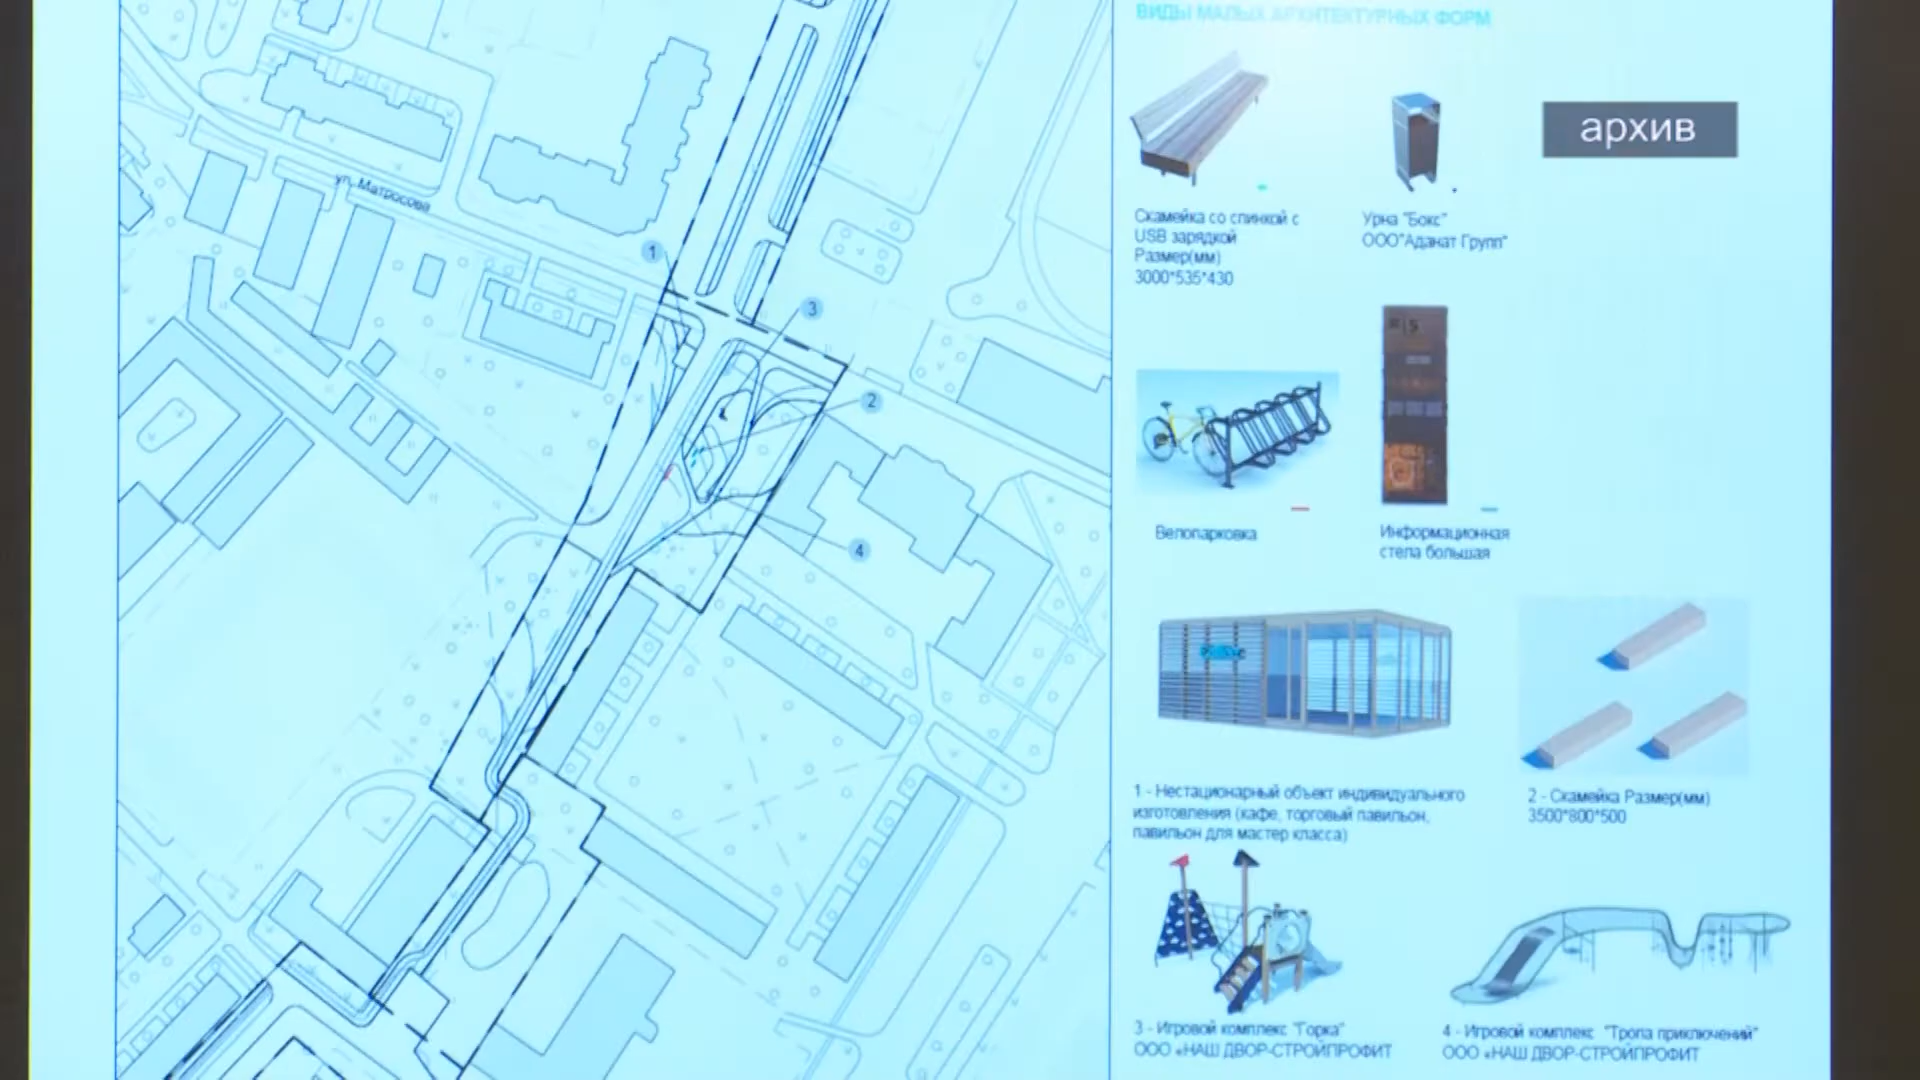 ВИДЫ МАЛЫХ АРХИТЕКТУРНЫХ ФОРМ
архив
ул. Матросова
1
3
2
4
Скамейка со спинкой с
USB зарядкой
Размер(мм)
3000*535*430
Урна "Бокс"
ООО"Аданат Групп"
Велопарковка
Информационная
стела большая
1 - Нестационарный объект индивидуального
изготовления (кафе, торговый павильон,
павильон для мастер класса)
2 - Скамейка Размер(мм)
3500*800*500
3 - Игровой комплекс "Горка"
ООО «НАШ ДВОР-СТРОЙПРОФИТ
4 - Игровой комплекс "Тропа приключений"
ООО «НАШ ДВОР-СТРОЙПРОФИТ